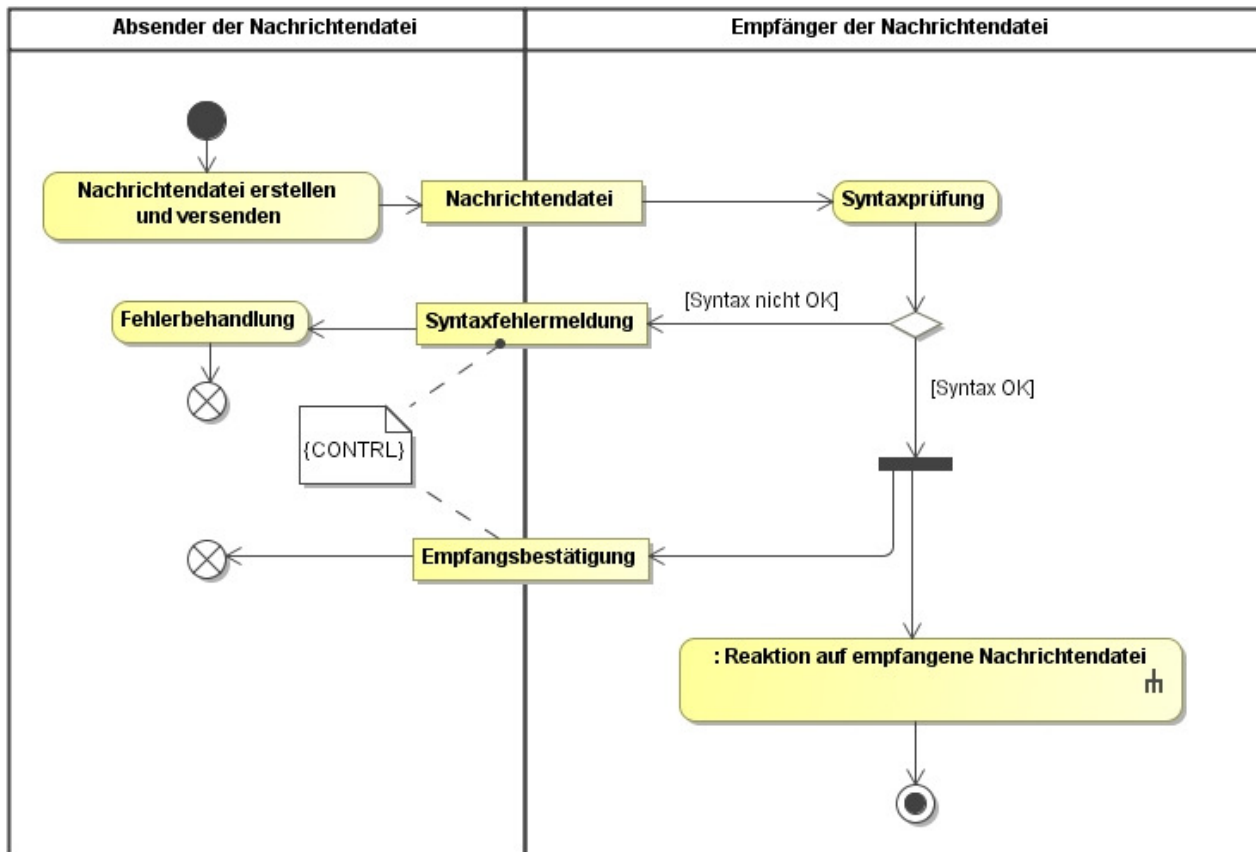 Absender der Nachrichtendatei
Empfänger der Nachrichtendatei
Nachrichtendatei erstellen
und versenden
Nachrichtendatei
Syntaxprüfung
[Syntax nicht OK]
Fehlerbehandlung
Syntaxfehlermeldung
[Syntax OK]
{CONTRL}
Empfangsbestätigung
: Reaktion auf empfangene Nachrichtendatei